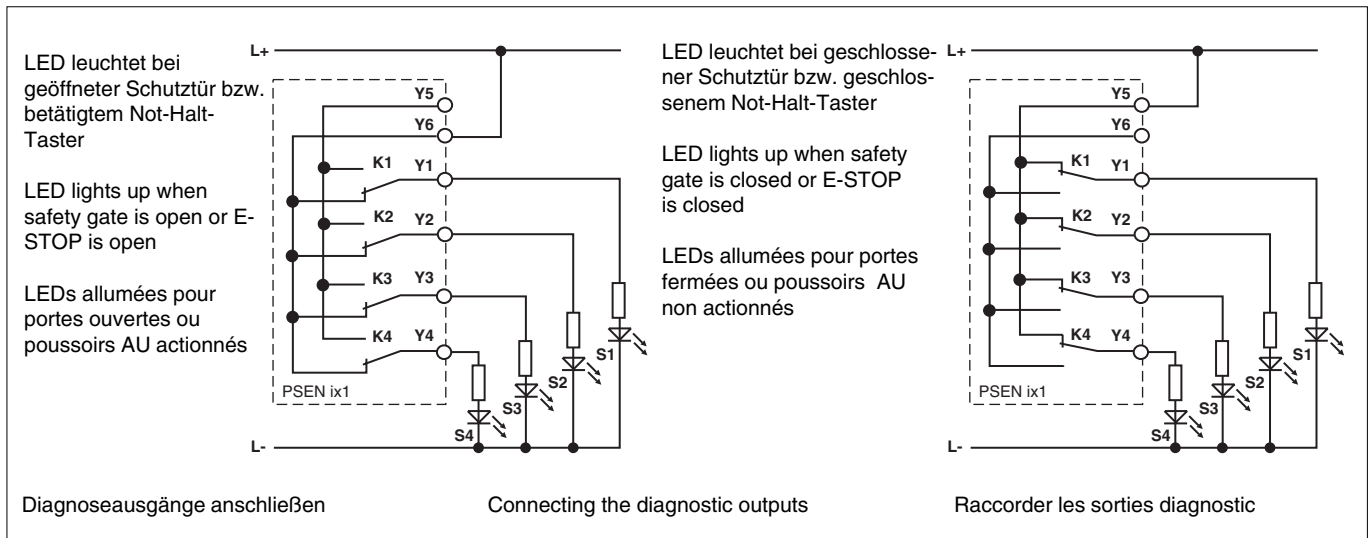 LED leuchtet bei
geöffneter Schutztür bzw.
betätigtem Not-Halt-
Taster
LED lights up when
safety gate is open or E-
STOP is open
LEDs allumées pour
portes ouvertes ou
poussoirs AU actionnés
L+
Y5
Y6
K1 Y1
K2 Y2
K3 Y3
K4 Y4
PSEN ix1
S1
S2
S3
S4
L-
LED leuchtet bei geschlosse-
ner Schutztür bzw. geschlos-
senem Not-Halt-Taster
LED lights up when safety
gate is closed or E-STOP
is closed
LEDs allumées pour portes
fermées ou poussoirs AU
non actionnés
L+
Y5
Y6
K1 Y1
K2 Y2
K3 Y3
K4 Y4
PSEN ix1
S1
S2
S3
S4
L-
Diagnoseausgänge anschließen
Connecting the diagnostic outputs
Raccorder les sorties diagnostic